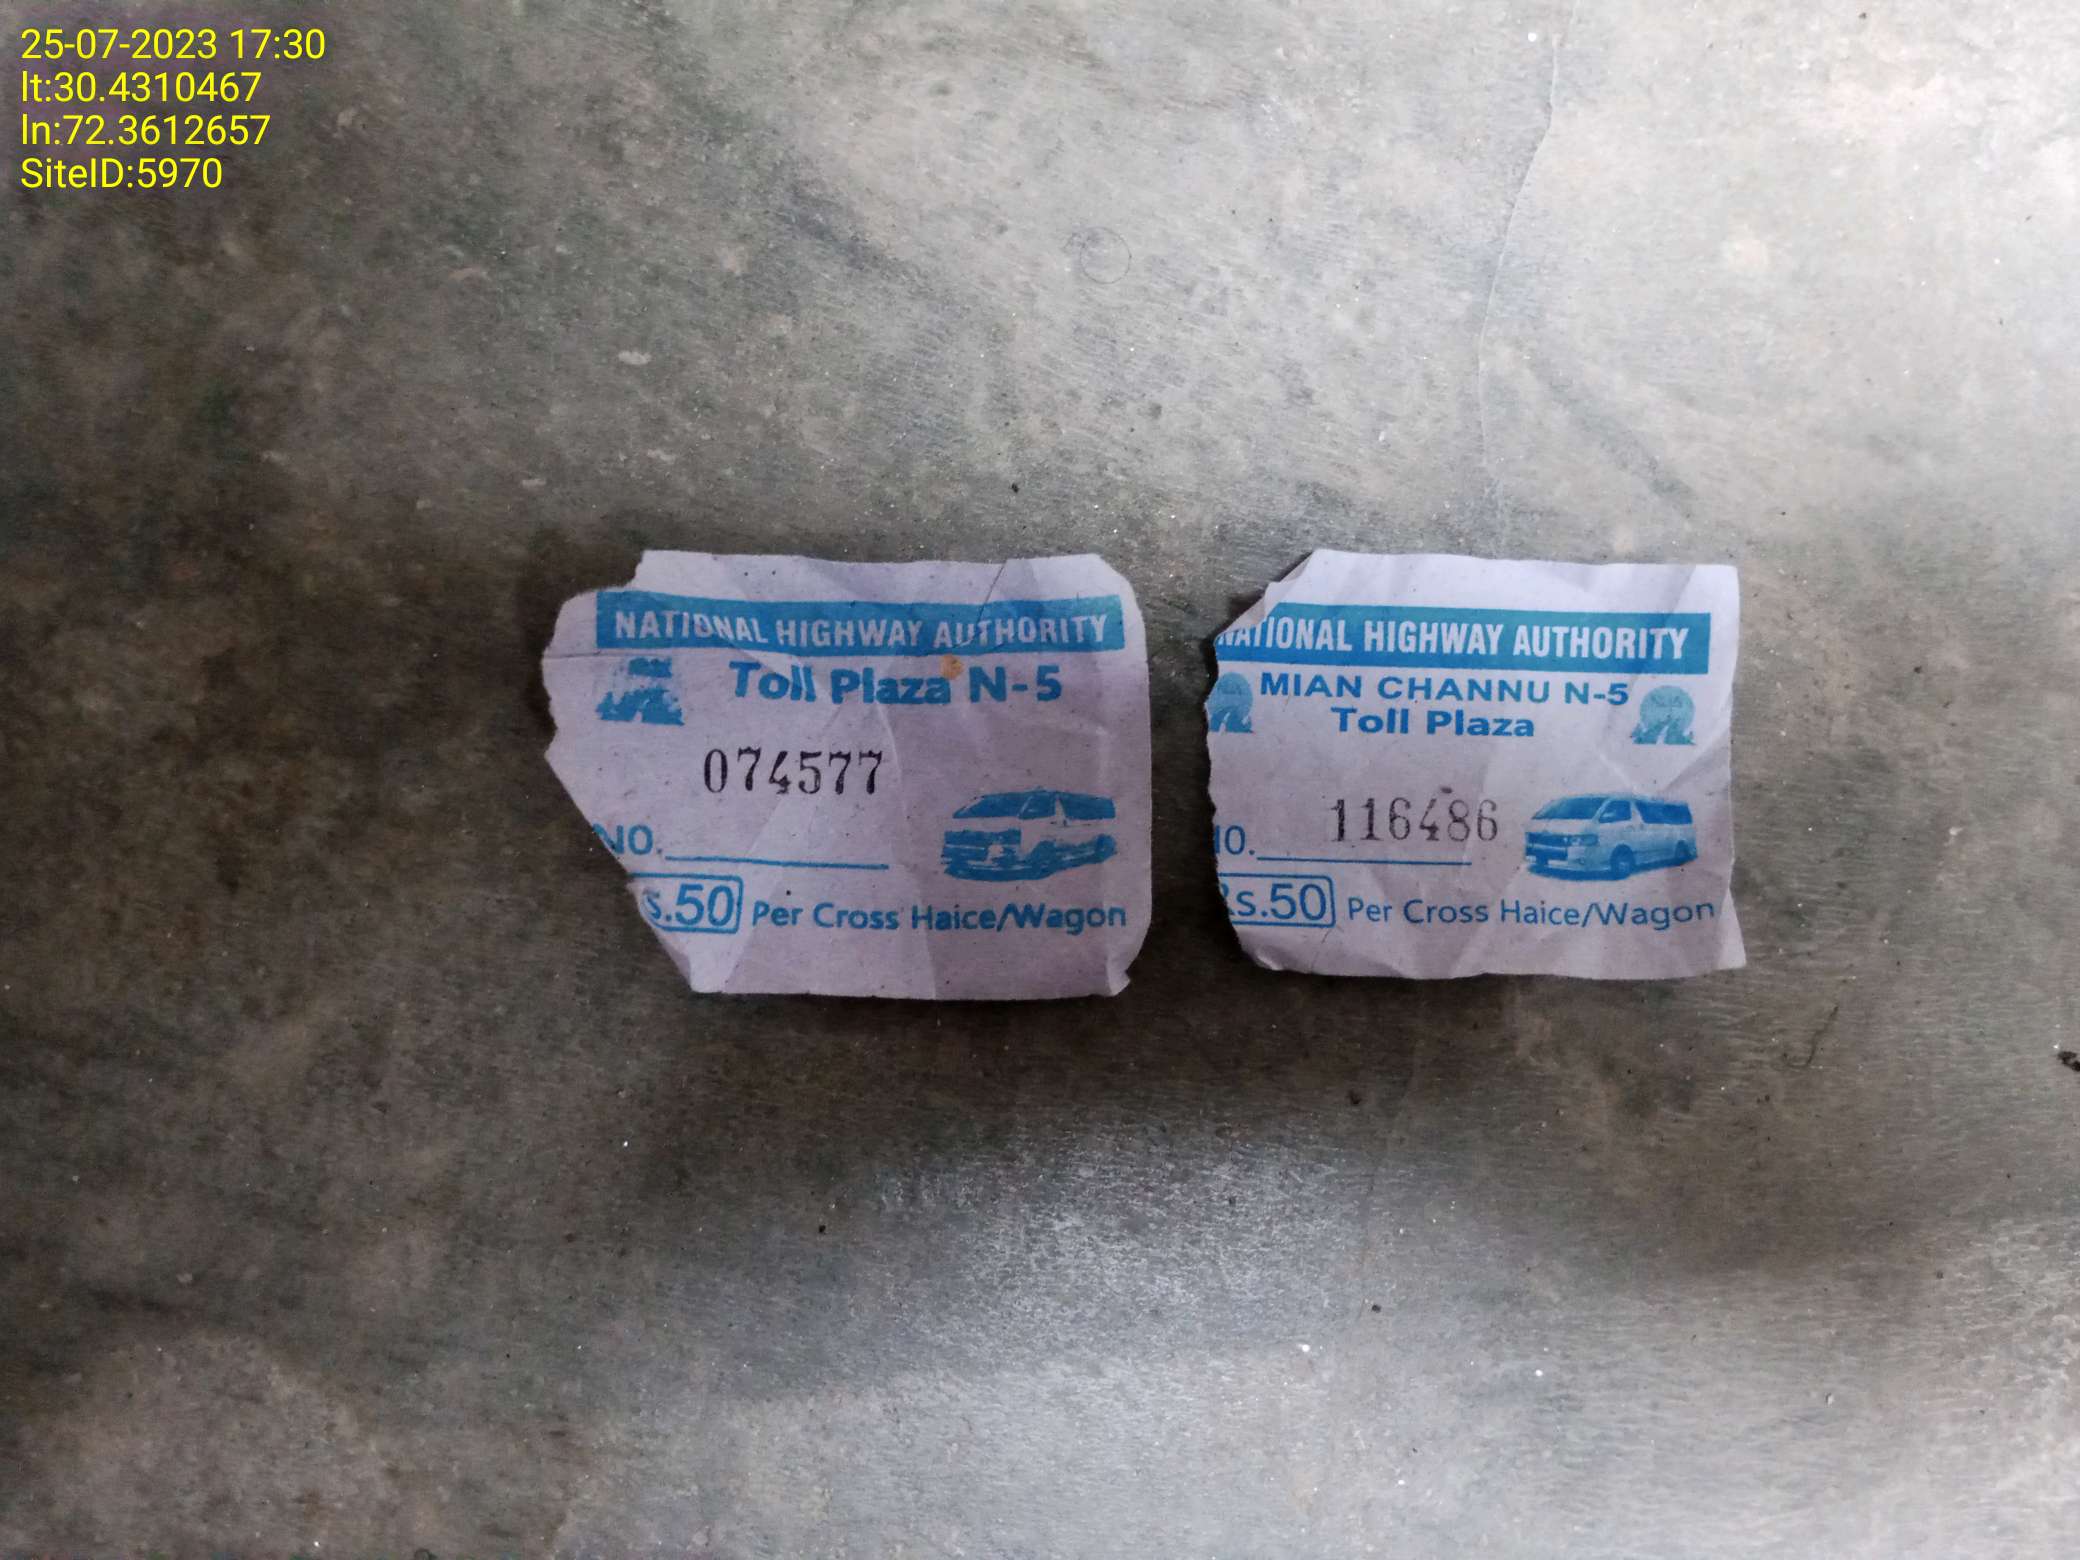 25-07-2023 17:30
lt:30.4310467
ln:72.3612657
SiteID:5970
NATIONAL HIGHWAY AUTHORITY
Toll Plaza N-5
074577
NO.
s.50 Per Cross Haice/Wagon
NATIONAL HIGHWAY AUTHORITY
MIAN CHANNU N-5
Toll Plaza
116486
NO.
Rs.50 Per Cross Haice/Wagon